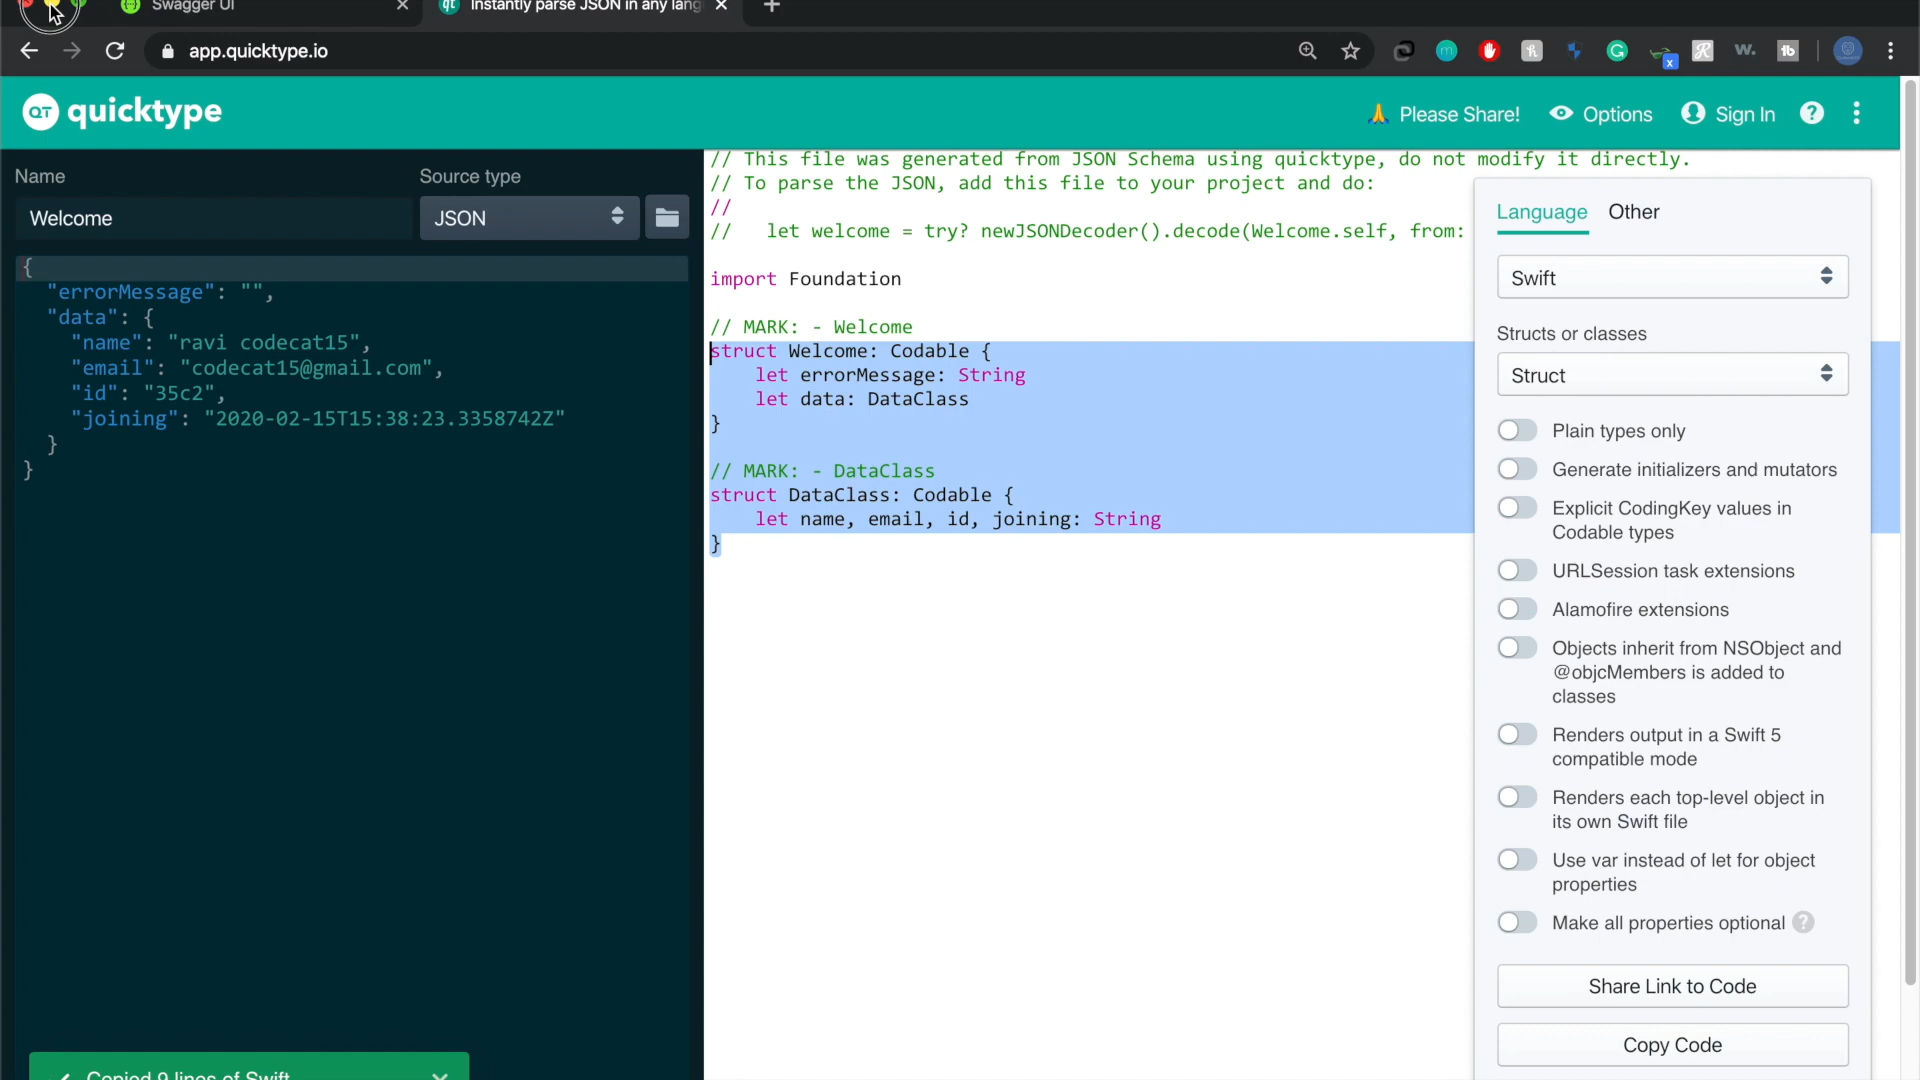 Swagger UI
Instantly parse JSON in any lang
app.quicktype.io
QT quicktype
Please Share!
Options
Sign In
Name
Source type
Welcome
JSON
{
"errorMessage": "",
"data": {
"name": "ravi codecat15",
"email": "codecat15@gmail.com",
"id": "35c2",
"joining": "2020-02-15T15:38:23.3358742Z"
}
}
Copied 9 lines of Swift
// This file was generated from JSON Schema using quicktype, do not modify it directly.
// To parse the JSON, add this file to your project and do:
//
// let welcome = try? newJSONDecoder().decode(Welcome.self, from:
import Foundation
// MARK: - Welcome
struct Welcome: Codable {
let errorMessage: String
let data: DataClass
}
// MARK: - DataClass
struct DataClass: Codable {
let name, email, id, joining: String
}
Language
Other
Swift
Structs or classes
Struct
Plain types only
Generate initializers and mutators
Explicit CodingKey values in
Codable types
URLSession task extensions
Alamofire extensions
Objects inherit from NSObject and
@objcMembers is added to
classes
Renders output in a Swift 5
compatible mode
Renders each top-level object in
its own Swift file
Use var instead of let for object
properties
Make all properties optional ?
Share Link to Code
Copy Code